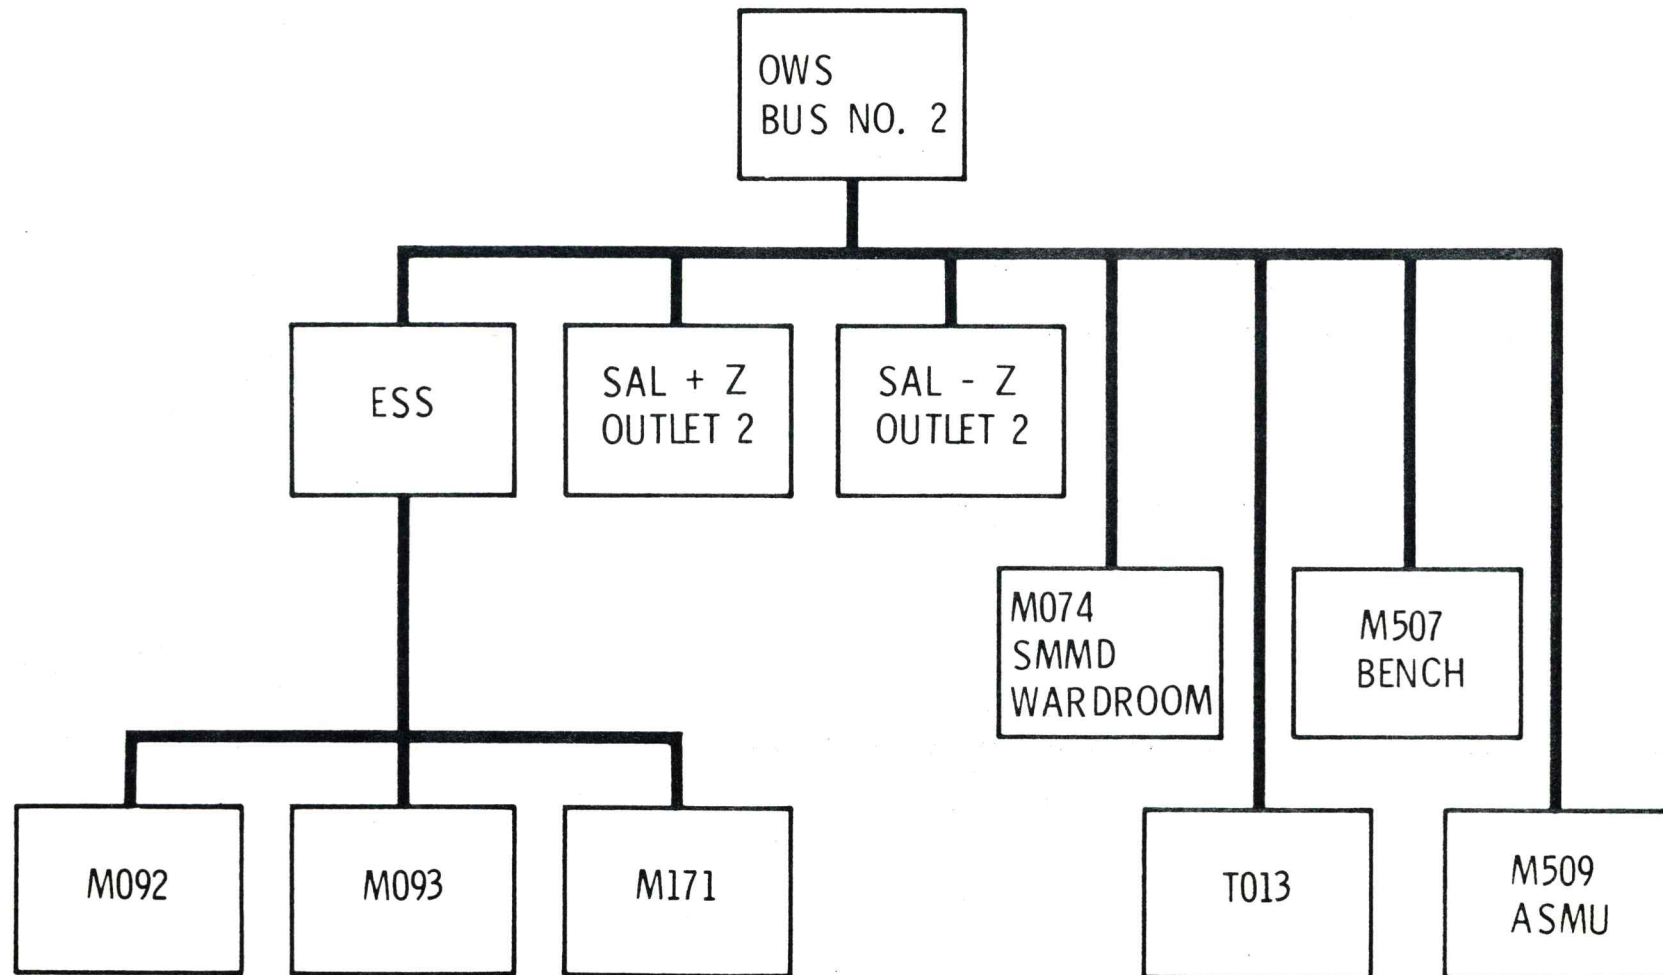 OWS
BUS NO. 2
ESS
SAL + Z
OUTLET 2
SAL - Z
OUTLET 2
M074
SMMD
WARDROOM
M507
BENCH
M092
M093
M171
T013
M509
ASMU